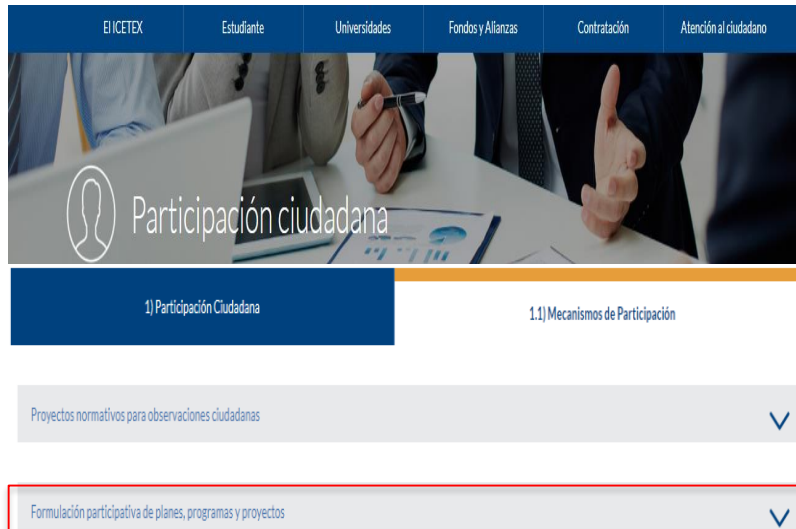 El ICETEX
Estudiante
Universidades
Fondos y Alianzas
Contratación
Atención al ciudadano
Participación ciudadana
1) Participación Ciudadana
1.1) Mecanismos de Participación
Proyectos normativos para observaciones ciudadanas
Formulación participativa de planes, programas y proyectos